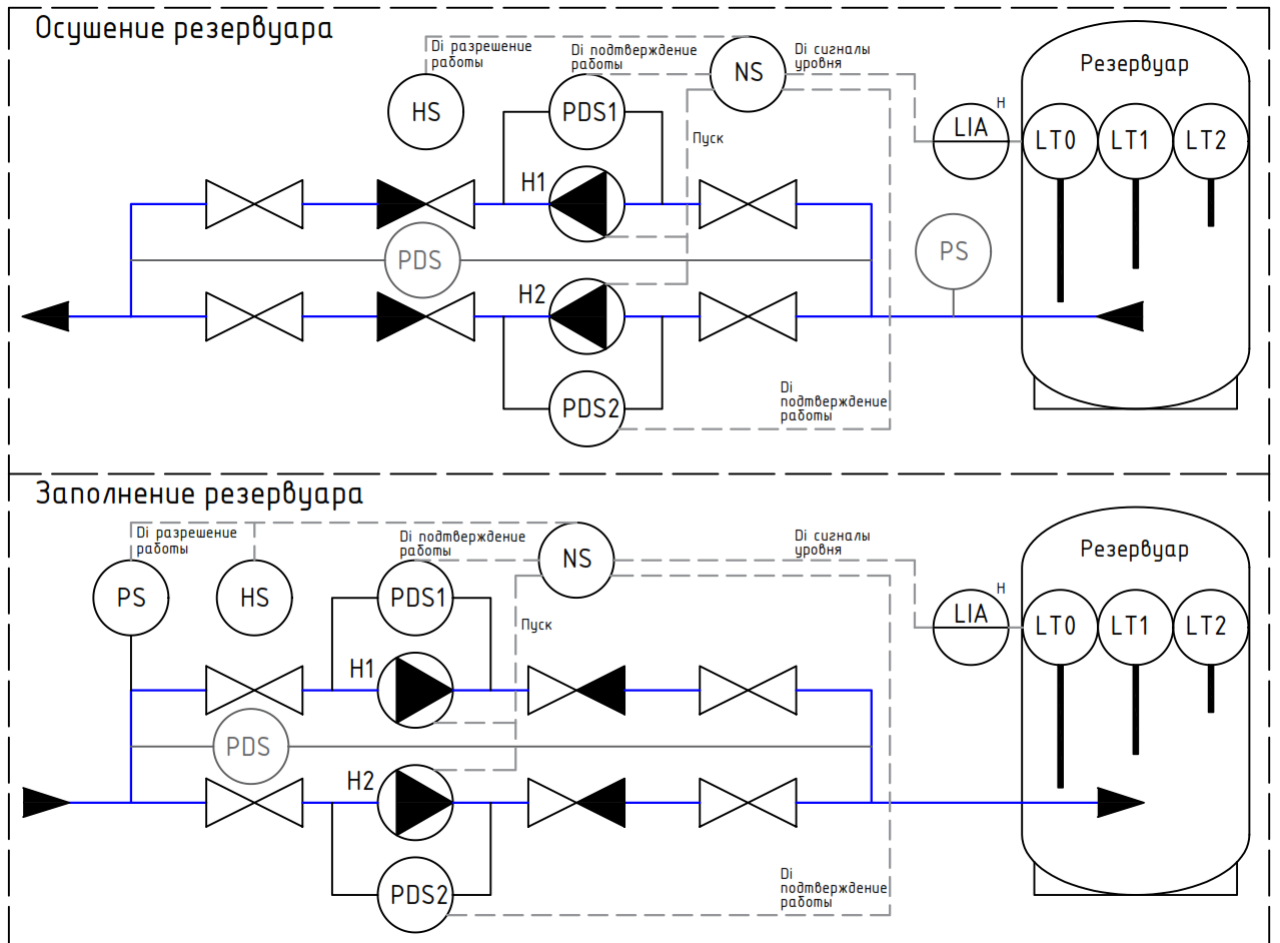 Осушение резервуара
Di разрешение
работы
Di подтверждение
работы
Di сигналы
уровня
Резервуар
HS
PDS1
NS
LIA
H
LT0
LT1
LT2
Пуск
H1
PDS
PS
H2
PDS2
Di
подтверждение
работы
Заполнение резервуара
Di разрешение
работы
Di подтверждение
работы
Di сигналы
уровня
Резервуар
PS
HS
PDS1
NS
LIA
H
LT0
LT1
LT2
Пуск
H1
PDS
H2
PDS2
Di
подтверждение
работы